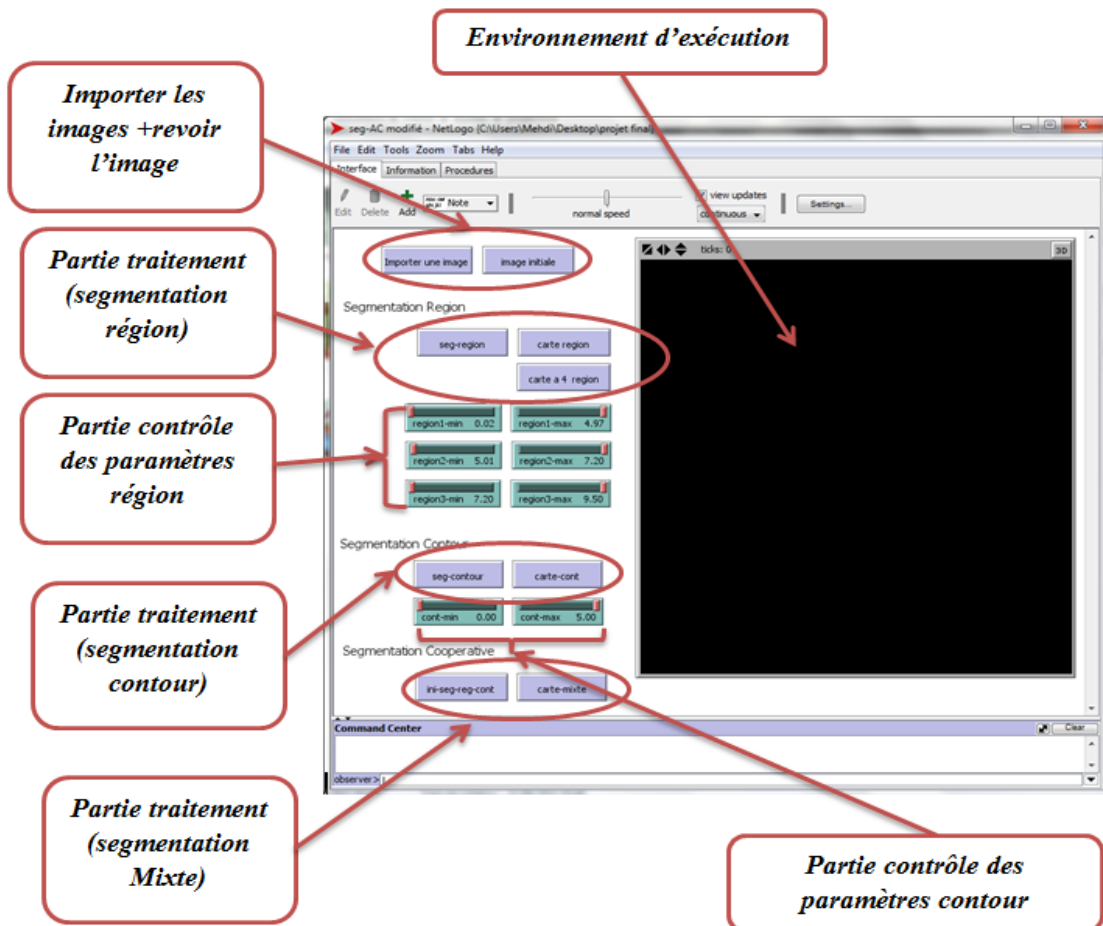 Environnement d'exécution
Importer les
images +revoir
l'image
seg-AC modifié - NetLogo {C:\Users\Mehdi\Desktop\projet final}
File Edit Tools Zoom Tabs Help
Interface Information Procedures
Edit Delete Add Note normal speed view updates
continuous Settings...
Importer une image image initiale
ticks: 0 3D
Partie traitement
(segmentation
région)
Segmentation Region
seg-region carte region
carte a 4 region
Partie contrôle
des paramètres
région
region1-min 0.02 region1-max 4.97
region2-min 5.01 region2-max 7.20
region3-min 7.20 region3-max 9.50
Segmentation Contour
seg-contour carte-cont
cont-min 0.00 cont-max 5.00
Partie traitement
(segmentation
contour)
Segmentation Cooperative
ini-seg-reg-cont carte-mixte
Command Center Clear
observer>
Partie traitement
(segmentation
Mixte)
Partie contrôle des
paramètres contour